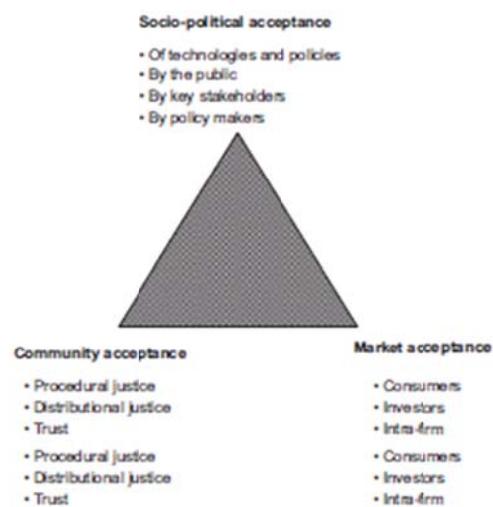 Socio-political acceptance
• Of technologies and policies
• By the public
• By key stakeholders
• By policy makers
Community acceptance
• Procedural justice
• Distributional justice
• Trust
• Procedural justice
• Distributional justice
• Trust
Market acceptance
• Consumers
• Investors
• Intra-firm
• Consumers
• Investors
• Intra-firm